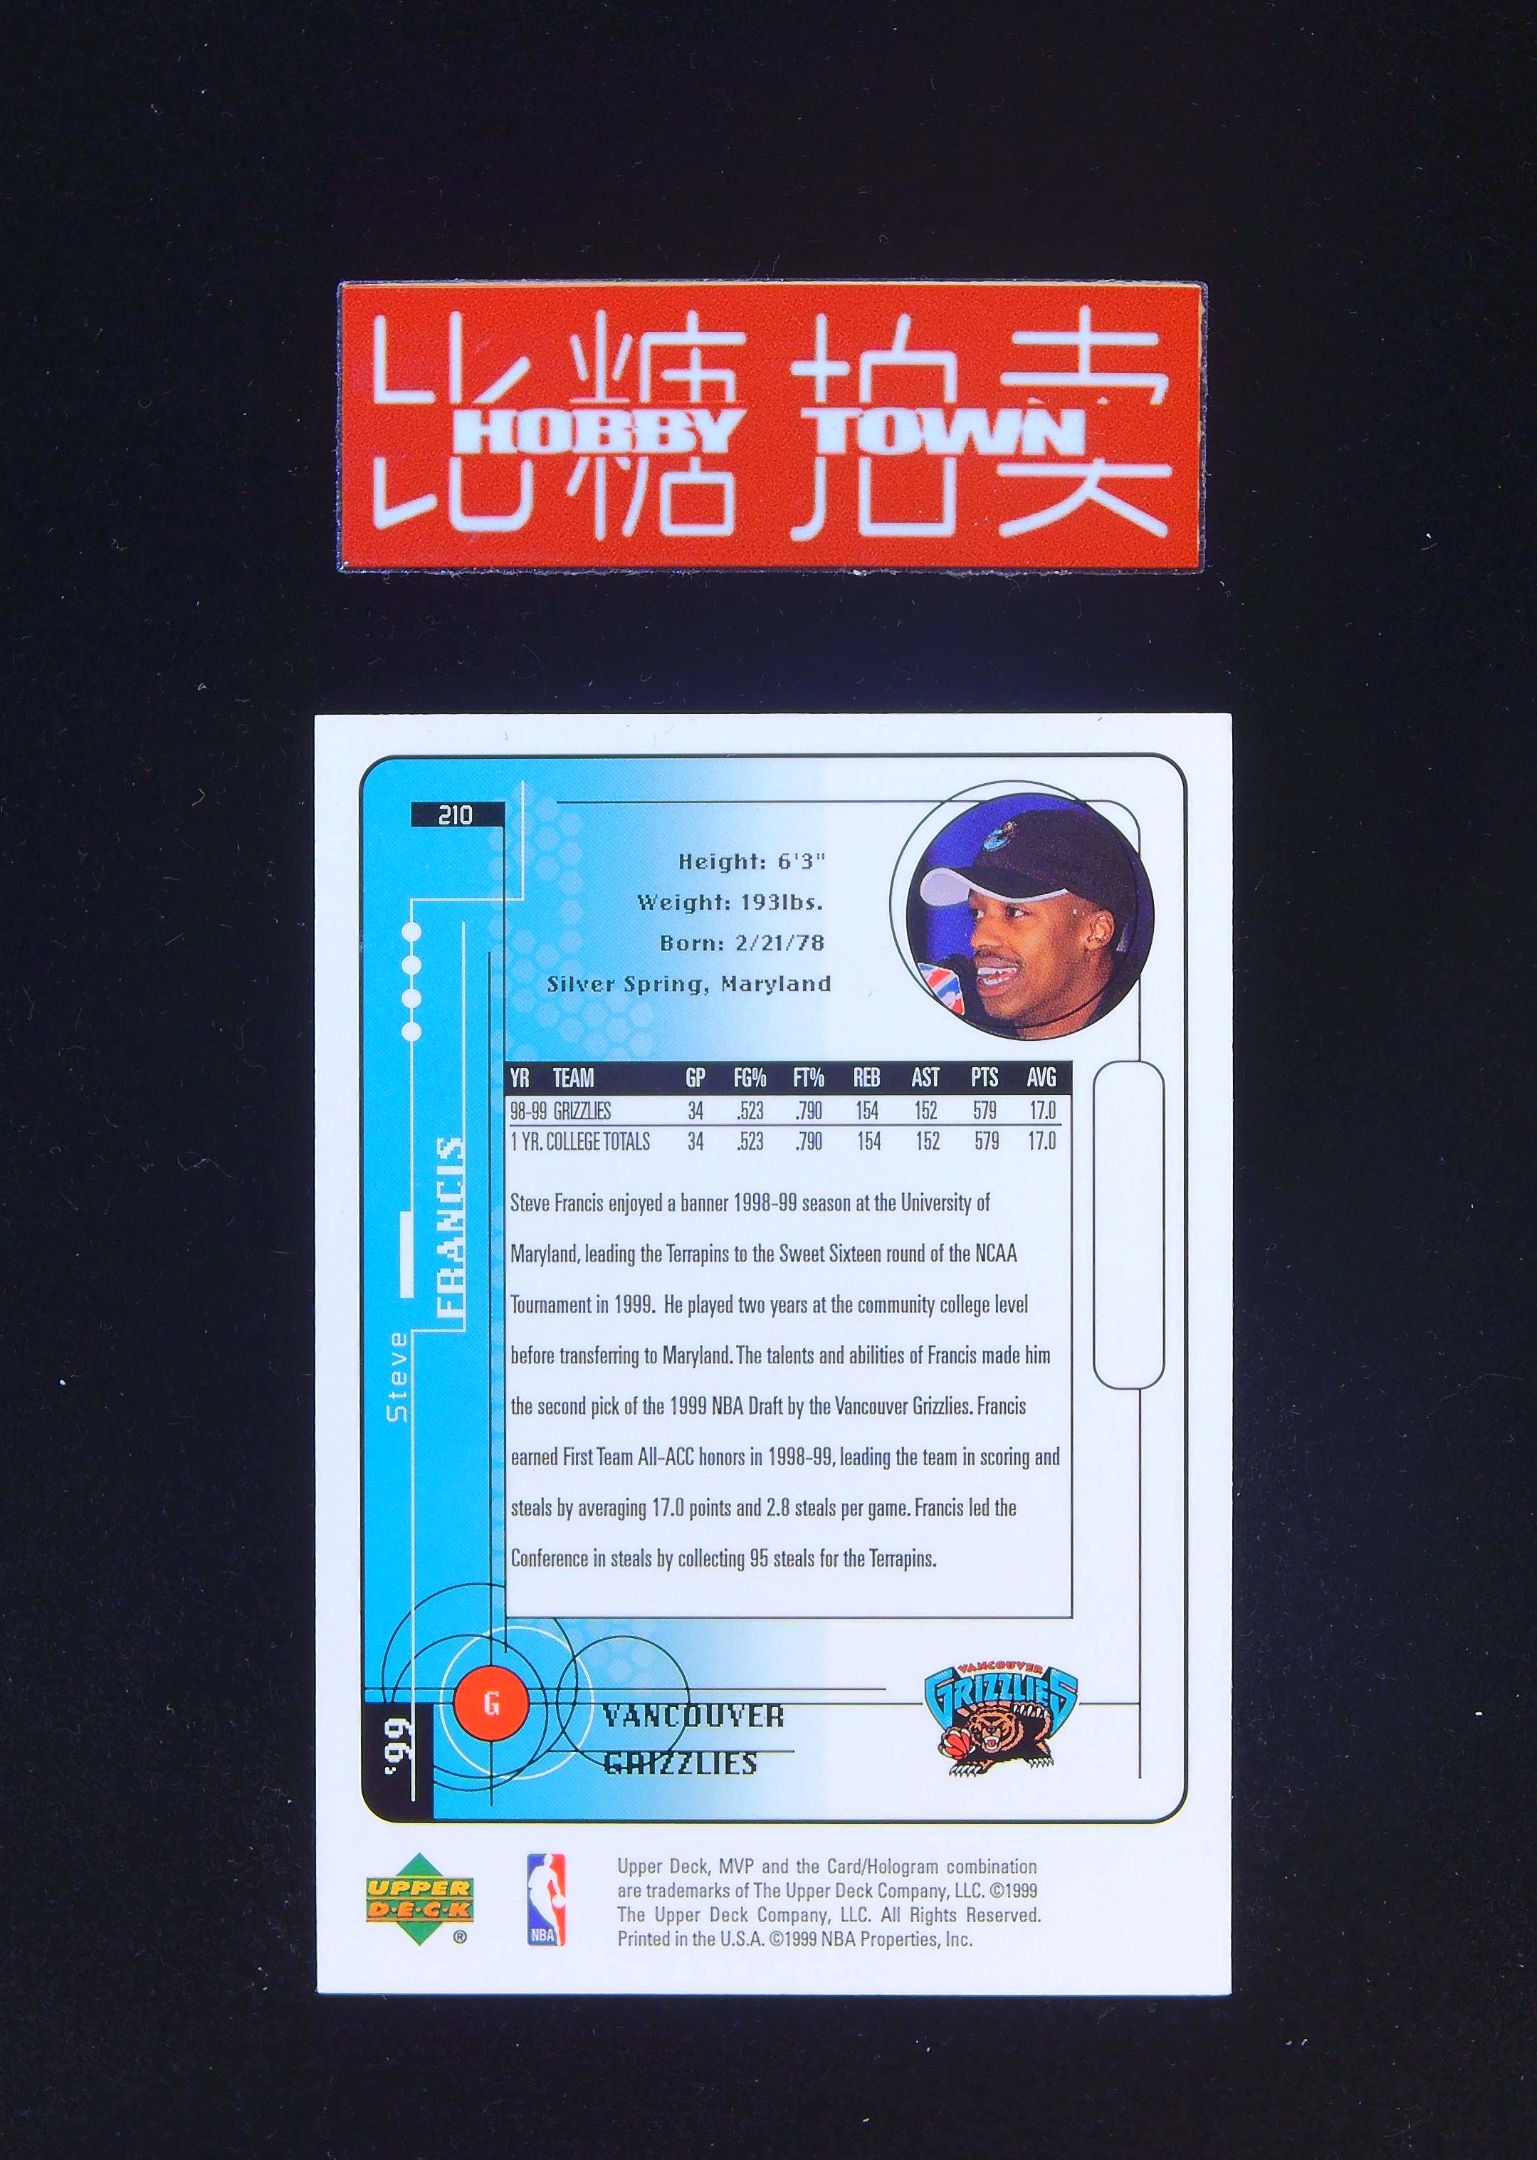 比糖拍卖
HOBBY TOWN
210
Height: 6'3"
Weight: 193lbs.
Born: 2/21/78
Silver Spring, Maryland
YR TEAM GP FG% FT% REB AST PTS AVG
98-99 GRIZZLIES 34 .523 .790 154 152 579 17.0
1 YR. COLLEGE TOTALS 34 .523 .790 154 152 579 17.0
Steve
FRANCIS
Steve Francis enjoyed a banner 1998-99 season at the University of
Maryland, leading the Terrapins to the Sweet Sixteen round of the NCAA
Tournament in 1999. He played two years at the community college level
before transferring to Maryland. The talents and abilities of Francis made him
the second pick of the 1999 NBA Draft by the Vancouver Grizzlies. Francis
earned First Team All-ACC honors in 1998-99, leading the team in scoring and
steals by averaging 17.0 points and 2.8 steals per game. Francis led the
Conference in steals by collecting 95 steals for the Terrapins.
G
'99
VANCOUVER
GRIZZLIES
VANCOUVER
GRIZZLIES
UPPER
D·E·C·K
®
NBA
Upper Deck, MVP and the Card/Hologram combination
are trademarks of The Upper Deck Company, LLC. ©1999
The Upper Deck Company, LLC. All Rights Reserved.
Printed in the U.S.A. ©1999 NBA Properties, Inc.